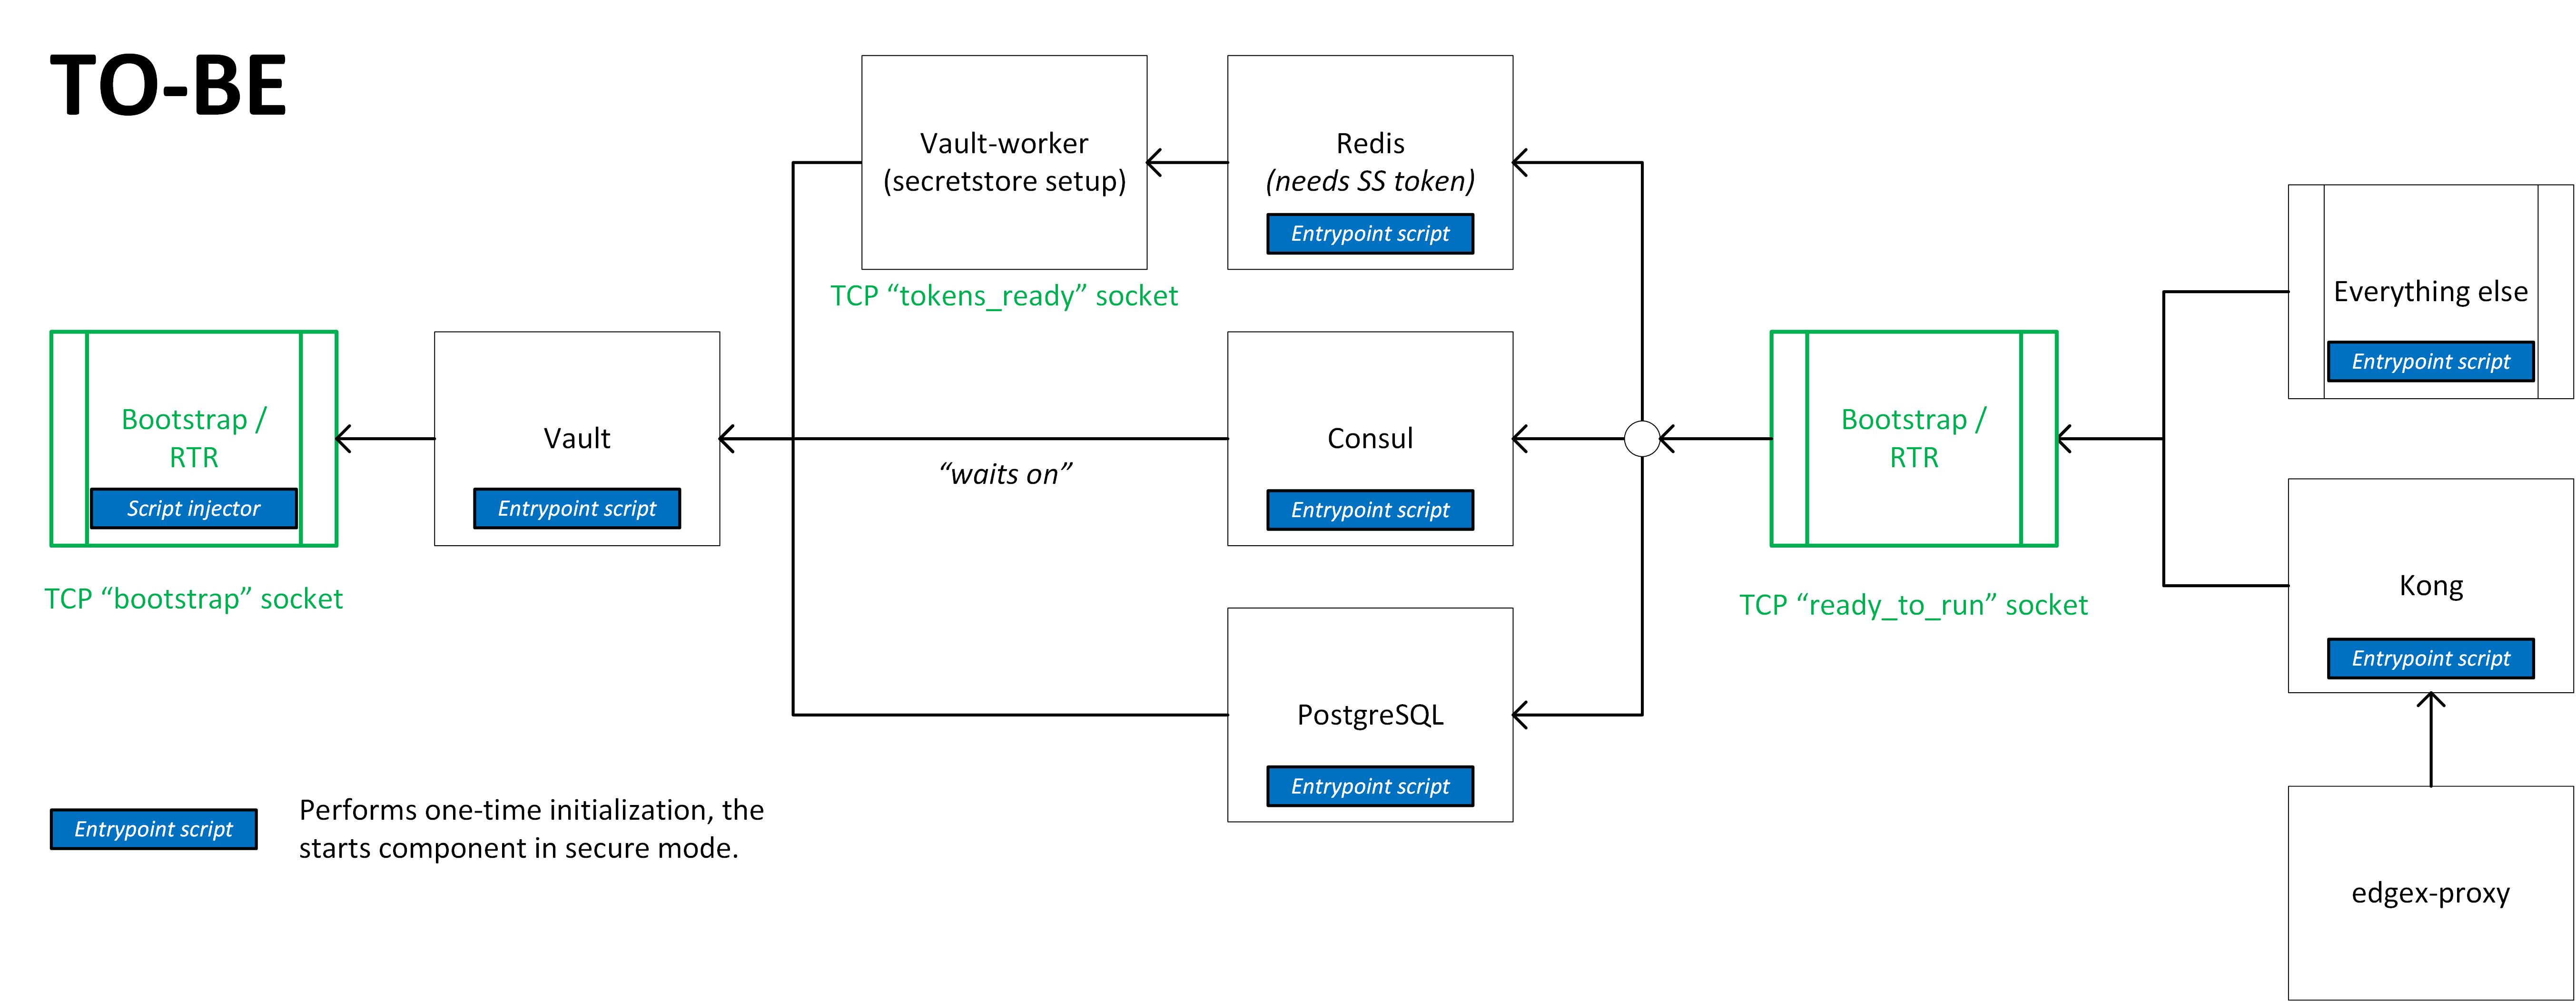 TO-BE
Vault-worker
(secretstore setup)
TCP “tokens_ready” socket
Redis
(needs SS token)
Entrypoint script
Everything else
Entrypoint script
Bootstrap /
RTR
Script injector
TCP “bootstrap” socket
Vault
Entrypoint script
“waits on”
Consul
Entrypoint script
Bootstrap /
RTR
TCP “ready_to_run” socket
Kong
Entrypoint script
PostgreSQL
Entrypoint script
Entrypoint script
Performs one-time initialization, the
starts component in secure mode.
edgex-proxy